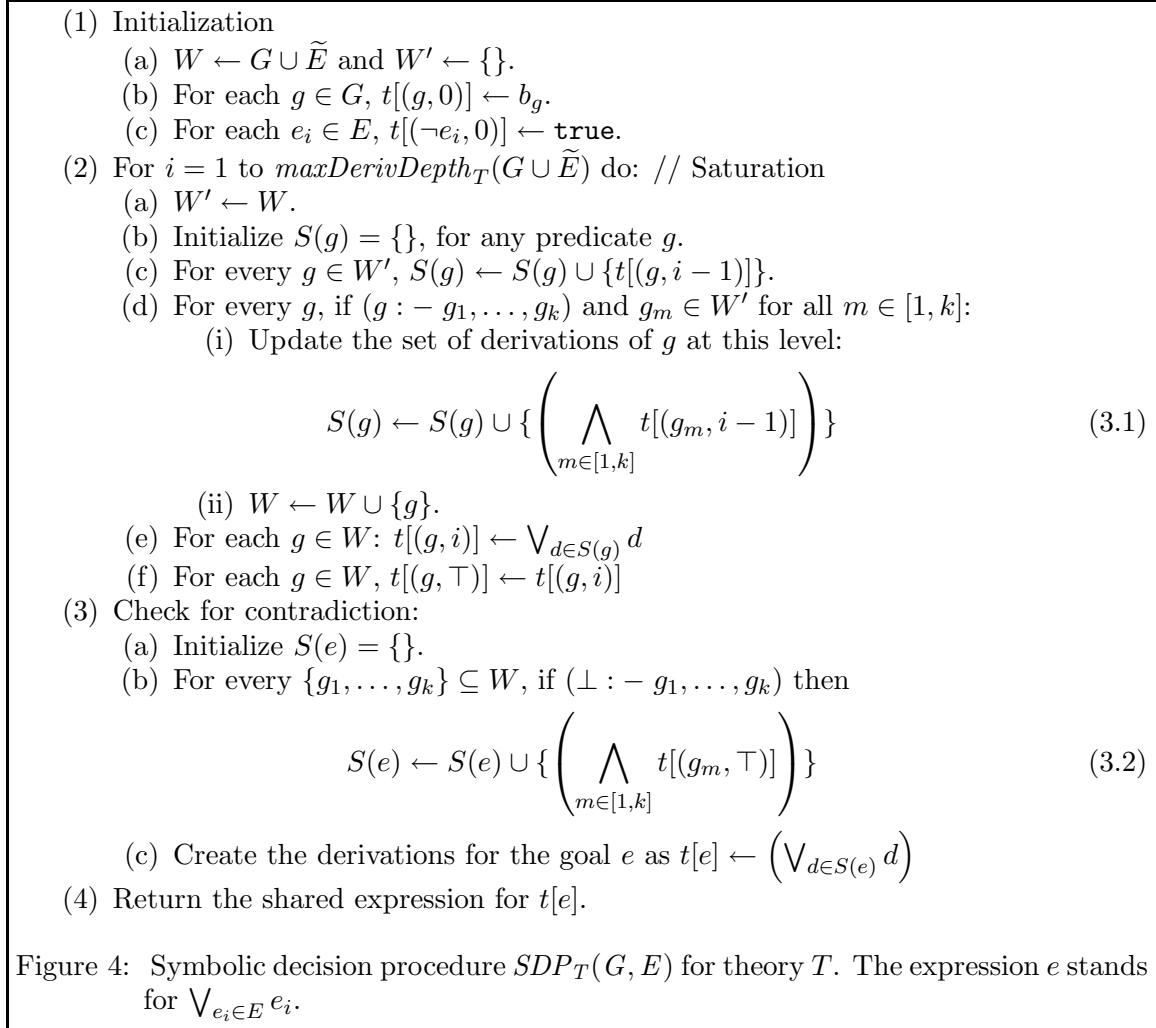 (1) Initialization
(a) W ← G ∪ Ẽ and W′ ← {}.
(b) For each g ∈ G, t[(g, 0)] ← b_g.
(c) For each e_i ∈ E, t[(¬e_i, 0)] ← true.
(2) For i = 1 to maxDerivDepth_T(G ∪ Ẽ) do: // Saturation
(a) W′ ← W.
(b) Initialize S(g) = {}, for any predicate g.
(c) For every g ∈ W′, S(g) ← S(g) ∪ {t[(g, i − 1)]}.
(d) For every g, if (g : − g_1, . . . , g_k) and g_m ∈ W′ for all m ∈ [1, k]:
(i) Update the set of derivations of g at this level:
S(g) ← S(g) ∪ {(⋀_{m∈[1,k]} t[(g_m, i − 1)])} (3.1)
(ii) W ← W ∪ {g}.
(e) For each g ∈ W: t[(g, i)] ← ⋁_{d∈S(g)} d
(f) For each g ∈ W, t[(g, ⊤)] ← t[(g, i)]
(3) Check for contradiction:
(a) Initialize S(e) = {}.
(b) For every {g_1, . . . , g_k} ⊆ W, if (⊥ : − g_1, . . . , g_k) then
S(e) ← S(e) ∪ {(⋀_{m∈[1,k]} t[(g_m, ⊤)])} (3.2)
(c) Create the derivations for the goal e as t[e] ← (⋁_{d∈S(e)} d)
(4) Return the shared expression for t[e].
Figure 4: Symbolic decision procedure SDP_T(G, E) for theory T. The expression e stands
for ⋁_{e_i∈E} e_i.